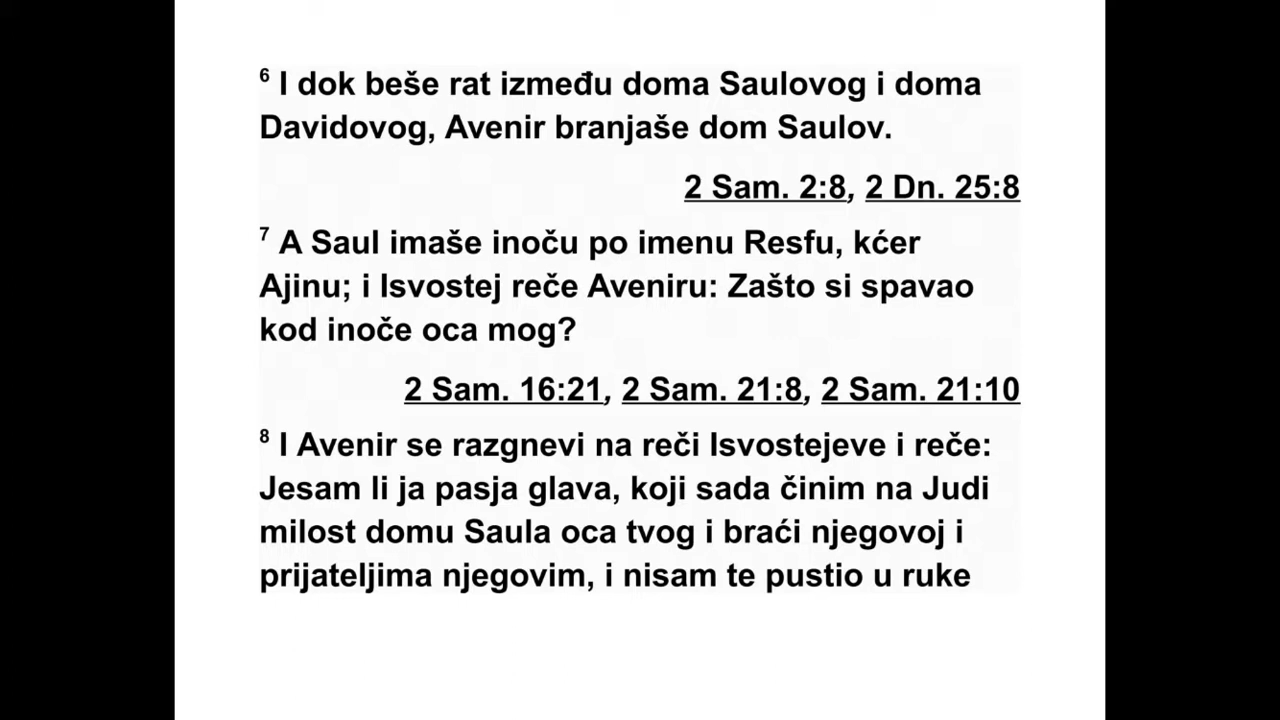 6 I dok beše rat između doma Saulovog i doma
Davidovog, Avenir branjaše dom Saulov.
2 Sam. 2:8, 2 Dn. 25:8
7 A Saul imaše inoču po imenu Resfu, kćer
Ajinu; i Isvostej reče Aveniru: Zašto si spavao
kod inoče oca mog?
2 Sam. 16:21, 2 Sam. 21:8, 2 Sam. 21:10
8 I Avenir se razgnevi na reči Isvostejeve i reče:
Jesam li ja pasja glava, koji sada činim na Judi
milost domu Saula oca tvog i braći njegovoj i
prijateljima njegovim, i nisam te pustio u ruke